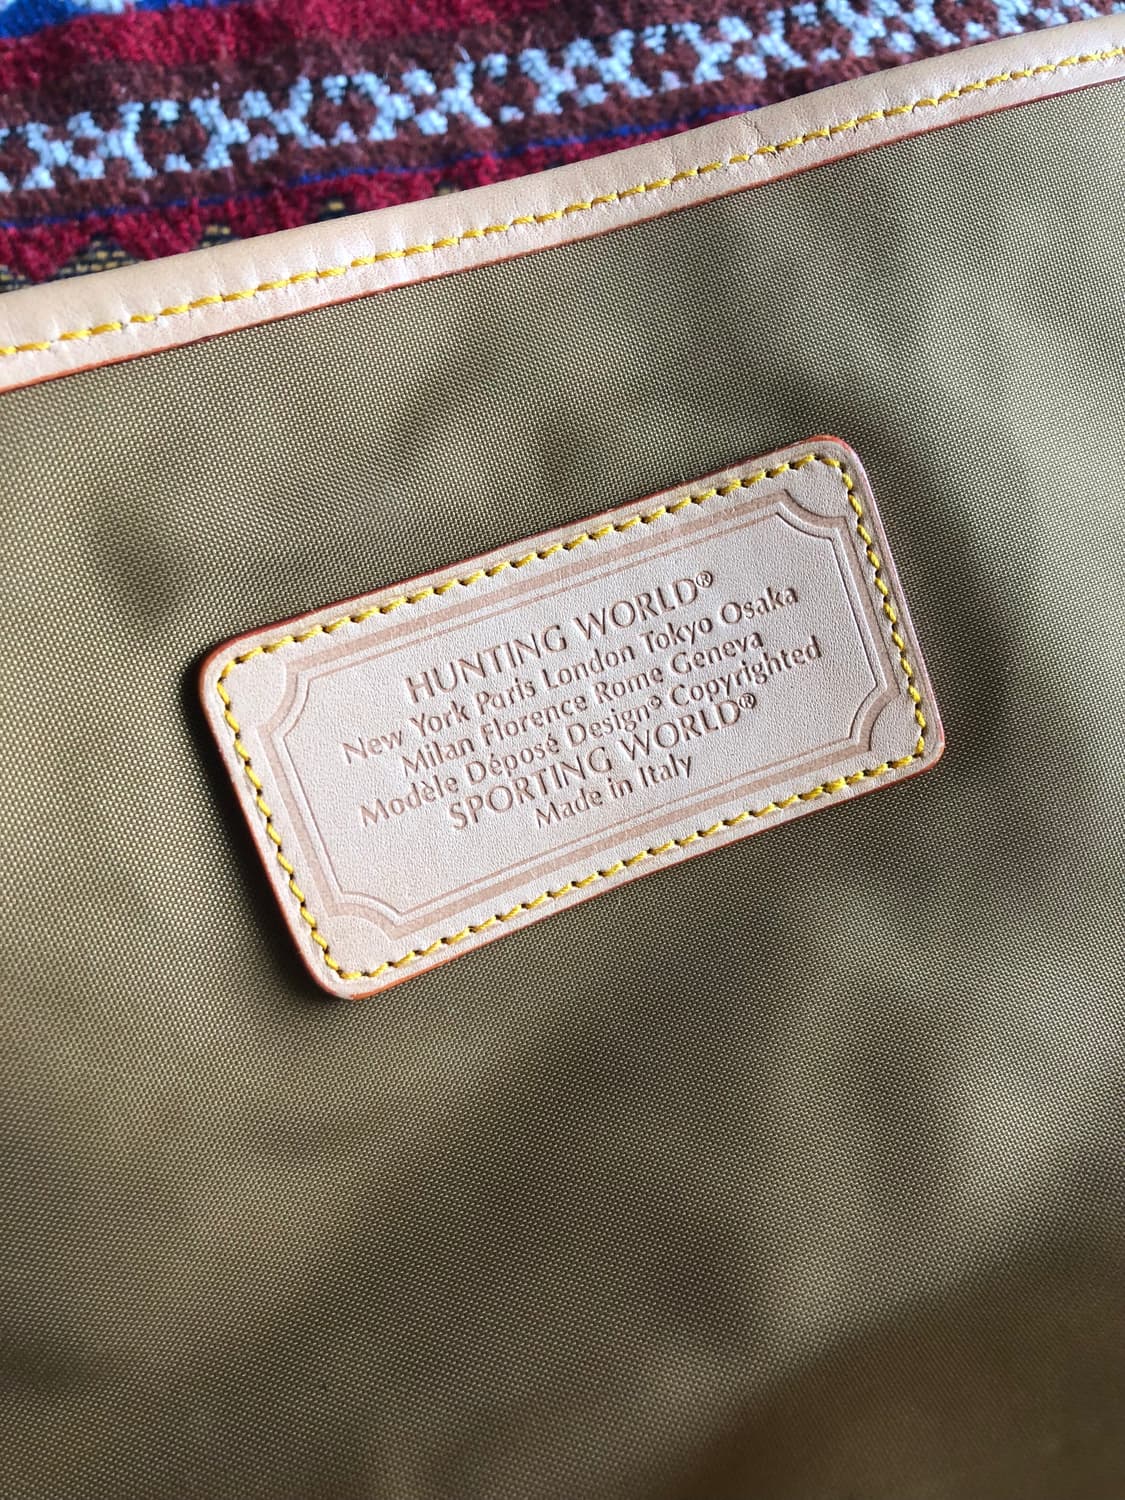 HUNTING WORLD®
New York Paris London Tokyo Osaka
Milan Florence Rome Geneva
Modèle Déposé Design® Copyrighted
SPORTING WORLD®
Made in Italy